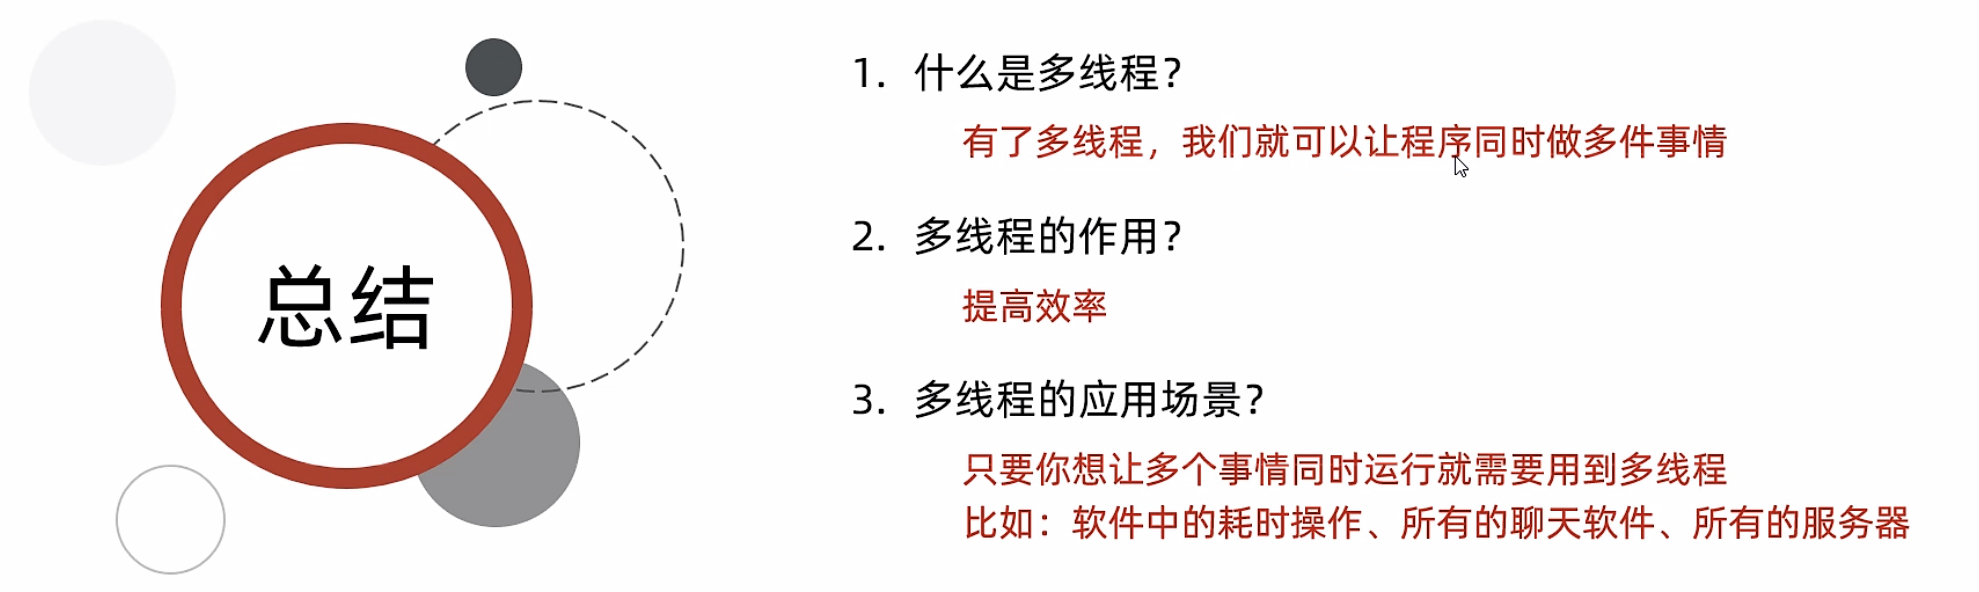 总结
1. 什么是多线程？
有了多线程，我们就可以让程序同时做多件事情
2. 多线程的作用？
提高效率
3. 多线程的应用场景？
只要你想让多个事情同时运行就需要用到多线程
比如：软件中的耗时操作、所有的聊天软件、所有的服务器